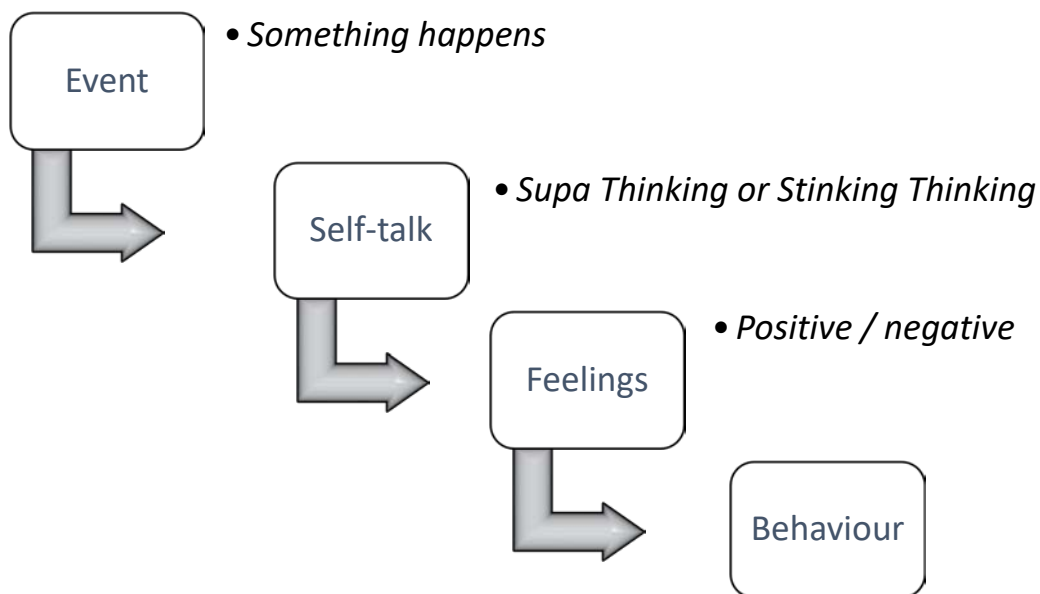 • Something happens
Event
• Supa Thinking or Stinking Thinking
Self-talk
• Positive / negative
Feelings
Behaviour